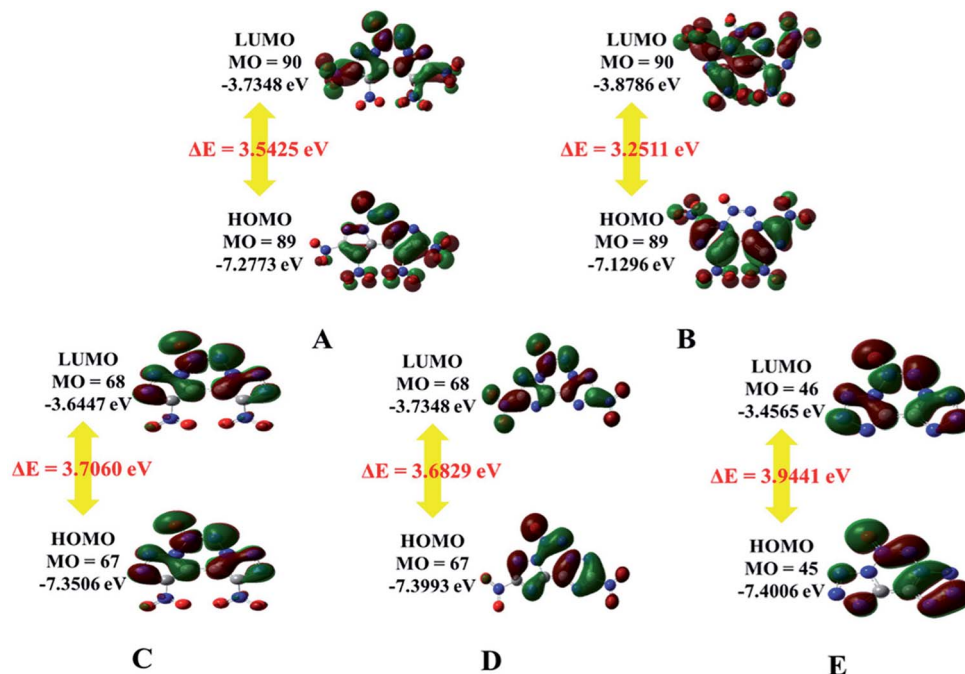 LUMO
MO = 90
-3.7348 eV
ΔE = 3.5425 eV
HOMO
MO = 89
-7.2773 eV
A
LUMO
MO = 90
-3.8786 eV
ΔE = 3.2511 eV
HOMO
MO = 89
-7.1296 eV
B
LUMO
MO = 68
-3.6447 eV
ΔE = 3.7060 eV
HOMO
MO = 67
-7.3506 eV
C
LUMO
MO = 68
-3.7348 eV
ΔE = 3.6829 eV
HOMO
MO = 67
-7.3993 eV
D
LUMO
MO = 46
-3.4565 eV
ΔE = 3.9441 eV
HOMO
MO = 45
-7.4006 eV
E